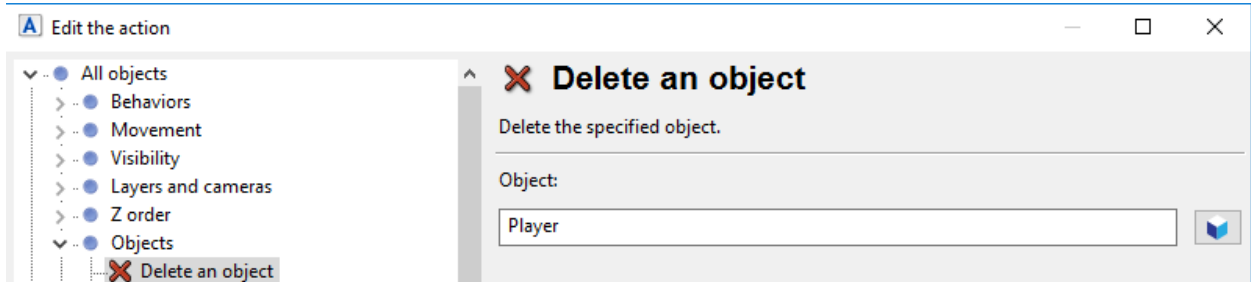 Edit the action
All objects
Behaviors
Movement
Visibility
Layers and cameras
Z order
Objects
Delete an object
Delete an object
Delete the specified object.
Object:
Player